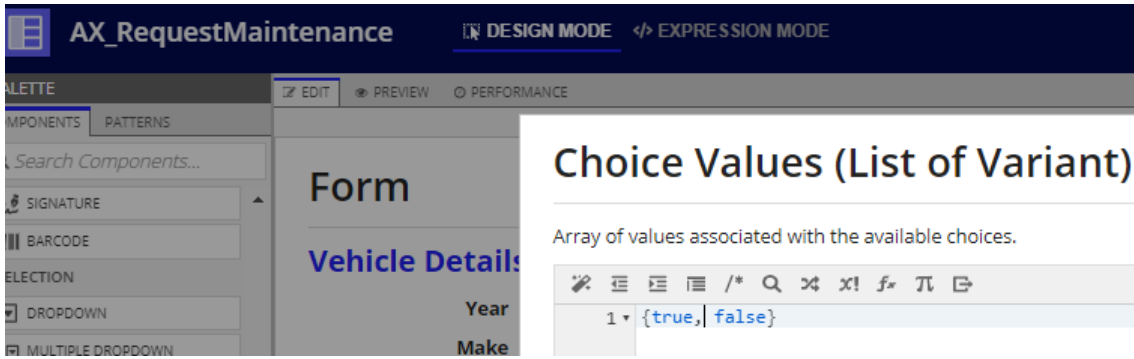 AX_RequestMaintenance
DESIGN MODE
</> EXPRESSION MODE
ALETTE
EDIT
PREVIEW
PERFORMANCE
OMPONENTS
PATTERNS
Search Components...
SIGNATURE
BARCODE
ELECTION
DROPDOWN
MULTIPLE DROPDOWN
Form
Vehicle Details
Year
Make
Choice Values (List of Variant)
Array of values associated with the available choices.
/*
x!
π
1 {true, false}